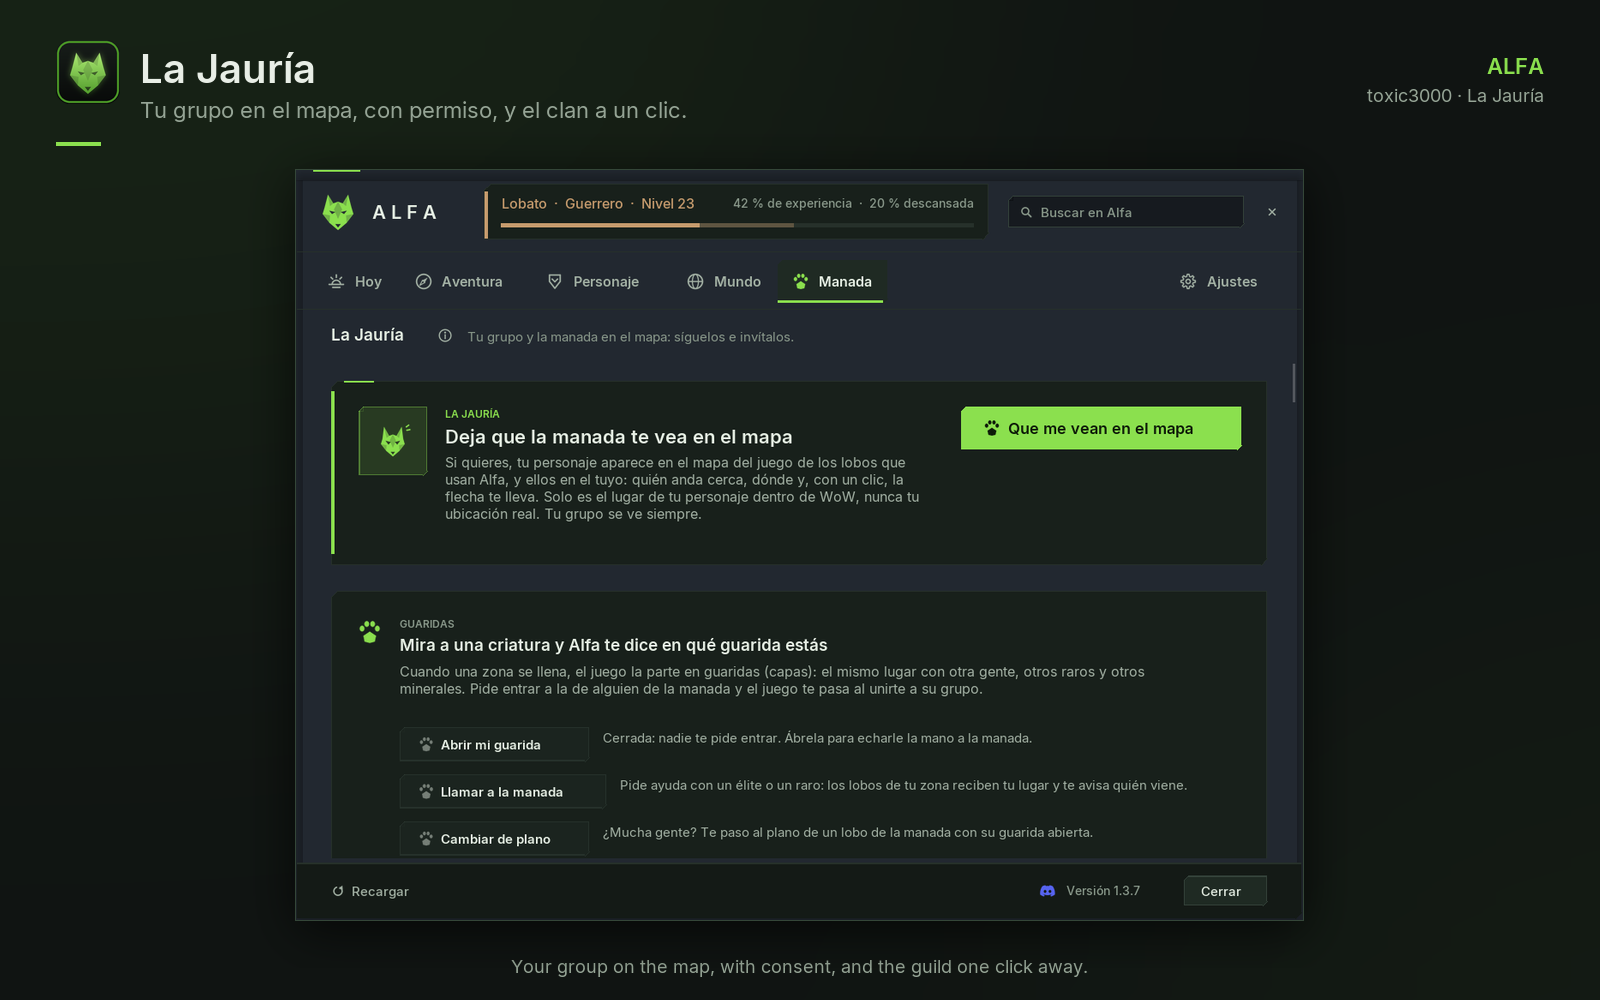 La Jauría
Tu grupo en el mapa, con permiso, y el clan a un clic.
ALFA
toxic3000 · La Jauría
ALFA
Lobato · Guerrero · Nivel 23
42 % de experiencia · 20 % descansada
Buscar en Alfa
×
Hoy
Aventura
Personaje
Mundo
Manada
Ajustes
La Jauría
Tu grupo y la manada en el mapa: síguelos e invítalos.
LA JAURÍA
Deja que la manada te vea en el mapa
Si quieres, tu personaje aparece en el mapa del juego de los lobos que
usan Alfa, y ellos en el tuyo: quién anda cerca, dónde y, con un clic, la
flecha te lleva. Solo es el lugar de tu personaje dentro de WoW, nunca tu
ubicación real. Tu grupo se ve siempre.
Que me vean en el mapa
GUARIDAS
Mira a una criatura y Alfa te dice en qué guarida estás
Cuando una zona se llena, el juego la parte en guaridas (capas): el mismo lugar con otra gente, otros raros y otros
minerales. Pide entrar a la de alguien de la manada y el juego te pasa al unirte a su grupo.
Abrir mi guarida
Cerrada: nadie te pide entrar. Ábrela para echarle la mano a la manada.
Llamar a la manada
Pide ayuda con un élite o un raro: los lobos de tu zona reciben tu lugar y te avisa quién viene.
Cambiar de plano
¿Mucha gente? Te paso al plano de un lobo de la manada con su guarida abierta.
Recargar
Versión 1.3.7
Cerrar
Your group on the map, with consent, and the guild one click away.